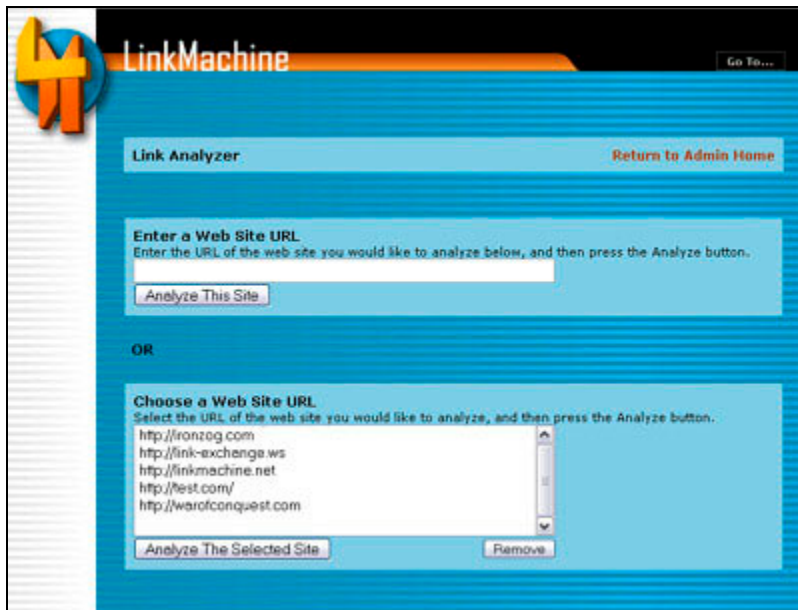 LinkMachine
Go To...
Link Analyzer
Return to Admin Home
Enter a Web Site URL
Enter the URL of the web site you would like to analyze below, and then press the Analyze button.
Analyze This Site
OR
Choose a Web Site URL
Select the URL of the web site you would like to analyze, and then press the Analyze button.
http://ironzog.com
http://link-exchange.ws
http://linkmachine.net
http://test.com/
http://warofconquest.com
Analyze The Selected Site
Remove